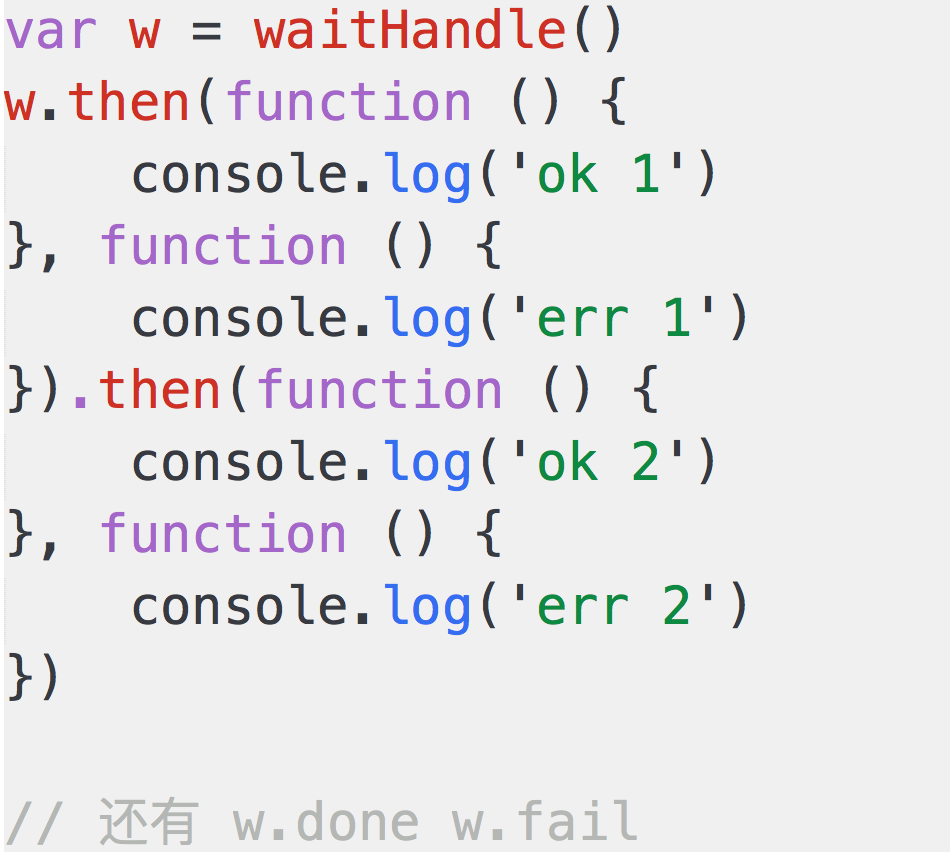 var w = waitHandle()
w.then(function () {
    console.log('ok 1')
}, function () {
    console.log('err 1')
}).then(function () {
    console.log('ok 2')
}, function () {
    console.log('err 2')
})
// 还有 w.done w.fail